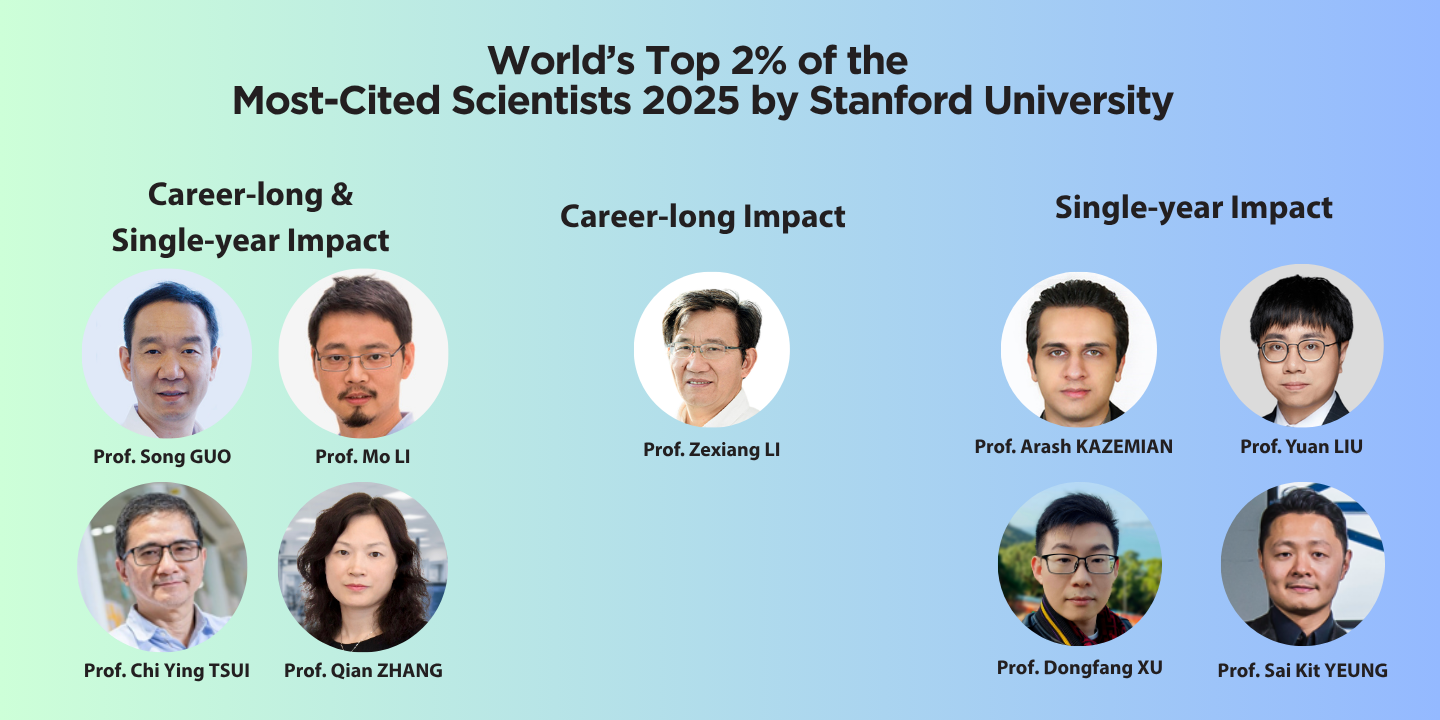 World’s Top 2% of the
Most-Cited Scientists 2025 by Stanford University
Career-long &
Single-year Impact
Prof. Song GUO
Prof. Mo LI
Prof. Chi Ying TSUI
Prof. Qian ZHANG
Career-long Impact
Prof. Zexiang LI
Single-year Impact
Prof. Arash KAZEMIAN
Prof. Yuan LIU
Prof. Dongfang XU
Prof. Sai Kit YEUNG